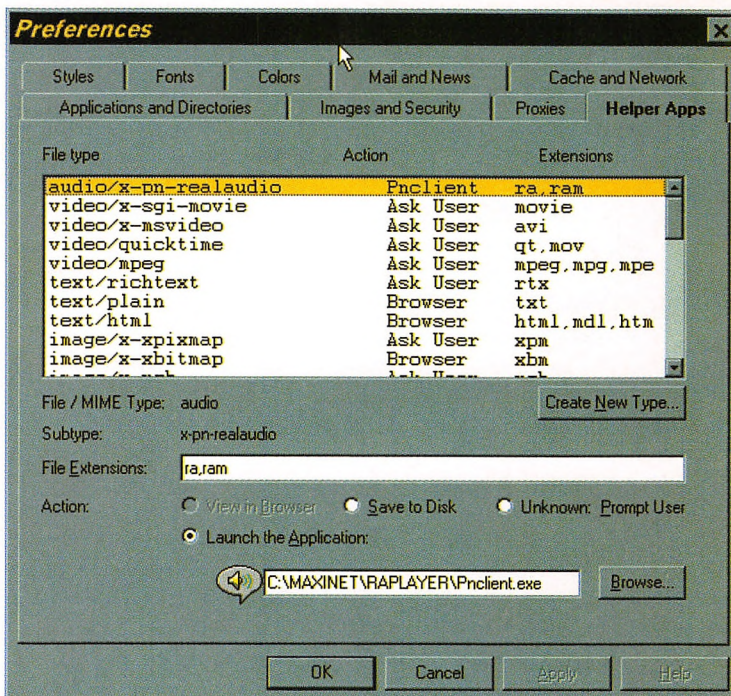 Preferences
Styles Fonts Colors Mail and News Cache and Network
Applications and Directories Images and Security Proxies Helper Apps
File type Action Extensions
audio/x-pn-realaudio Pnclient ra,ram
video/x-sgi-movie Ask User movie
video/x-msvideo Ask User avi
video/quicktime Ask User qt,mov
video/mpeg Ask User mpeg,mpg,mpe
text/richtext Ask User rtx
text/plain Browser txt
text/html Browser html,mdl,htm
image/x-xpixmap Ask User xpm
image/x-xbitmap Browser xbm
File / MIME Type: audio Create New Type...
Subtype: x-pn-realaudio
File Extensions: ra,ram
Action: View in Browser Save to Disk Unknown: Prompt User
Launch the Application:
C:\MAXINET\RAPLAYER\Pnclient.exe Browse...
OK Cancel Apply Help